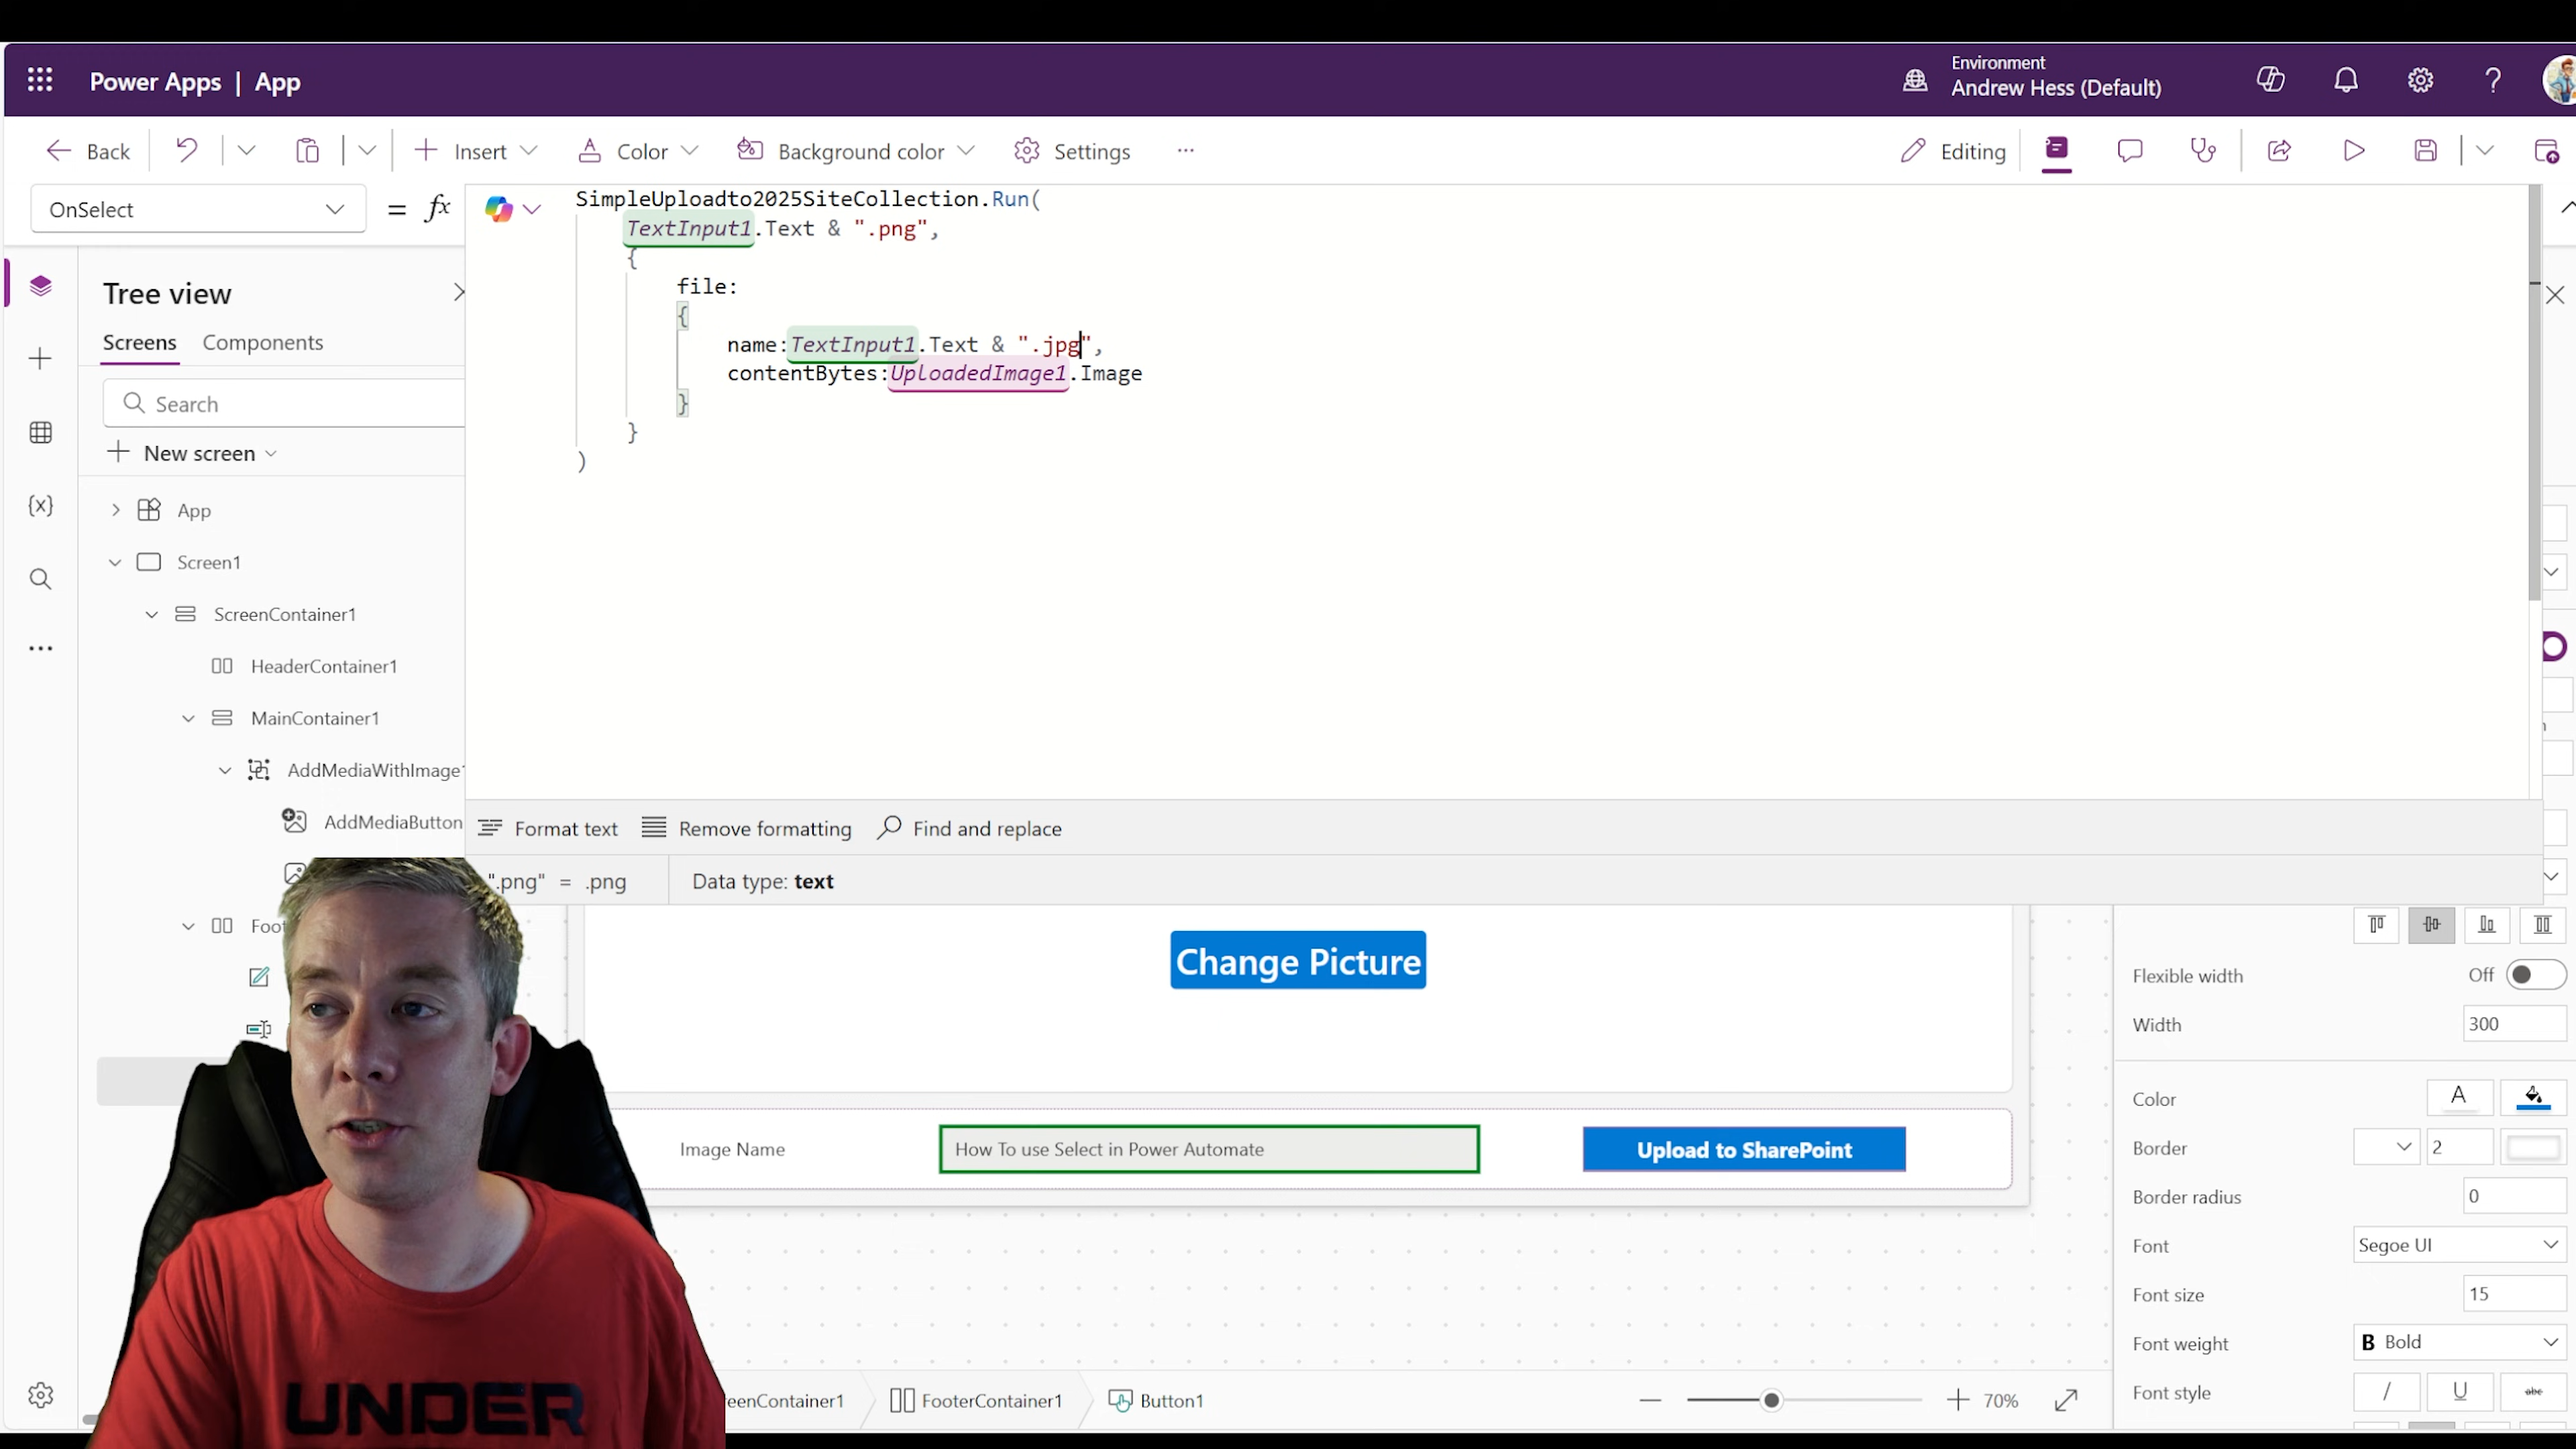 Power Apps | App
Environment
Andrew Hess (Default)
Back
Insert
Color
Background color
Settings
Editing
OnSelect
= fx
SimpleUploadto2025SiteCollection.Run(
TextInput1.Text & ".png",
{
file:
{
name:TextInput1.Text & ".jpg",
contentBytes:UploadedImage1.Image
}
}
)
Tree view
Screens
Components
Search
New screen
App
Screen1
ScreenContainer1
HeaderContainer1
MainContainer1
AddMediaWithImage1
AddMediaButton
Foo
Format text
Remove formatting
Find and replace
".png" = .png
Data type: text
Change Picture
Image Name
How To use Select in Power Automate
Upload to SharePoint
Flexible width
Off
Width
300
Color
Border
2
Border radius
0
Font
Segoe UI
Font size
15
Font weight
B Bold
Font style
/ U abc
eenContainer1
FooterContainer1
Button1
70%
UNDER